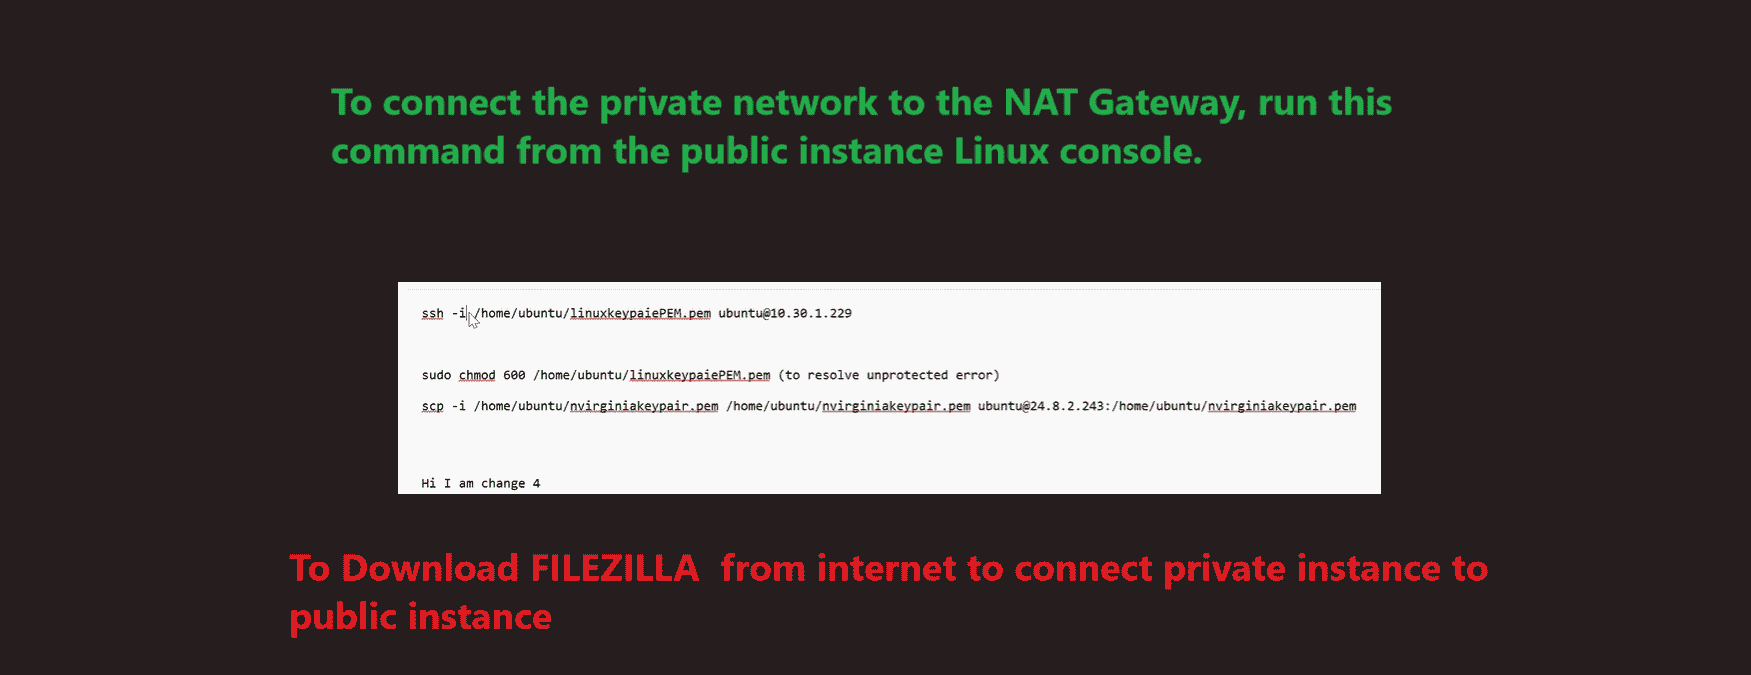 To connect the private network to the NAT Gateway, run this
command from the public instance Linux console.
ssh -i /home/ubuntu/linuxkeypaiePEM.pem ubuntu@10.30.1.229
sudo chmod 600 /home/ubuntu/linuxkeypaiePEM.pem (to resolve unprotected error)
scp -i /home/ubuntu/nvirginiakeypair.pem /home/ubuntu/nvirginiakeypair.pem ubuntu@24.8.2.243:/home/ubuntu/nvirginiakeypair.pem
Hi I am change 4
To Download FILEZILLA from internet to connect private instance to
public instance